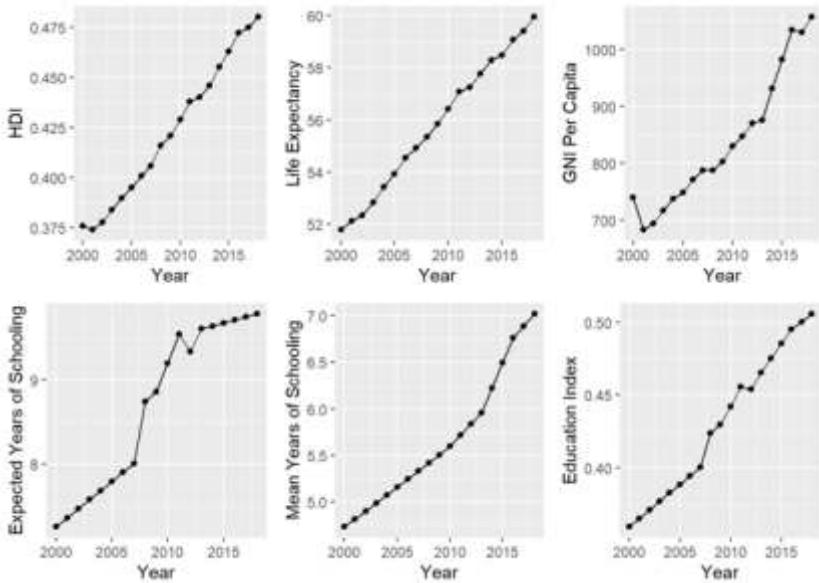 HDI
0.475
0.450
0.425
0.400
0.375
2000 2005 2010 2015
Year
Life Expectancy
60
58
56
54
52
2000 2005 2010 2015
Year
GNI Per Capita
1000
900
800
700
2000 2005 2010 2015
Year
Expected Years of Schooling
9
8
2000 2005 2010 2015
Year
Mean Years of Schooling
7.0
6.5
6.0
5.5
5.0
2000 2005 2010 2015
Year
Education Index
0.50
0.45
0.40
2000 2005 2010 2015
Year